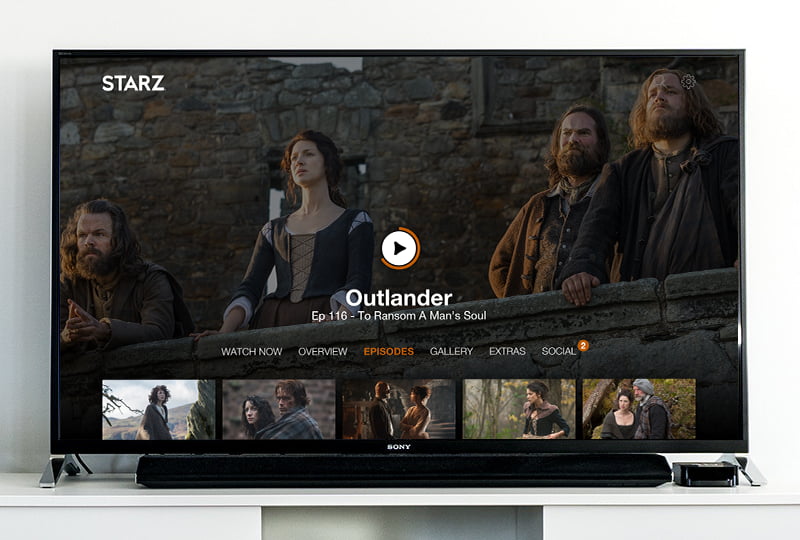 STARZ
Outlander
Ep 116 - To Ransom A Man's Soul
WATCH NOW OVERVIEW EPISODES GALLERY EXTRAS SOCIAL 2
SONY